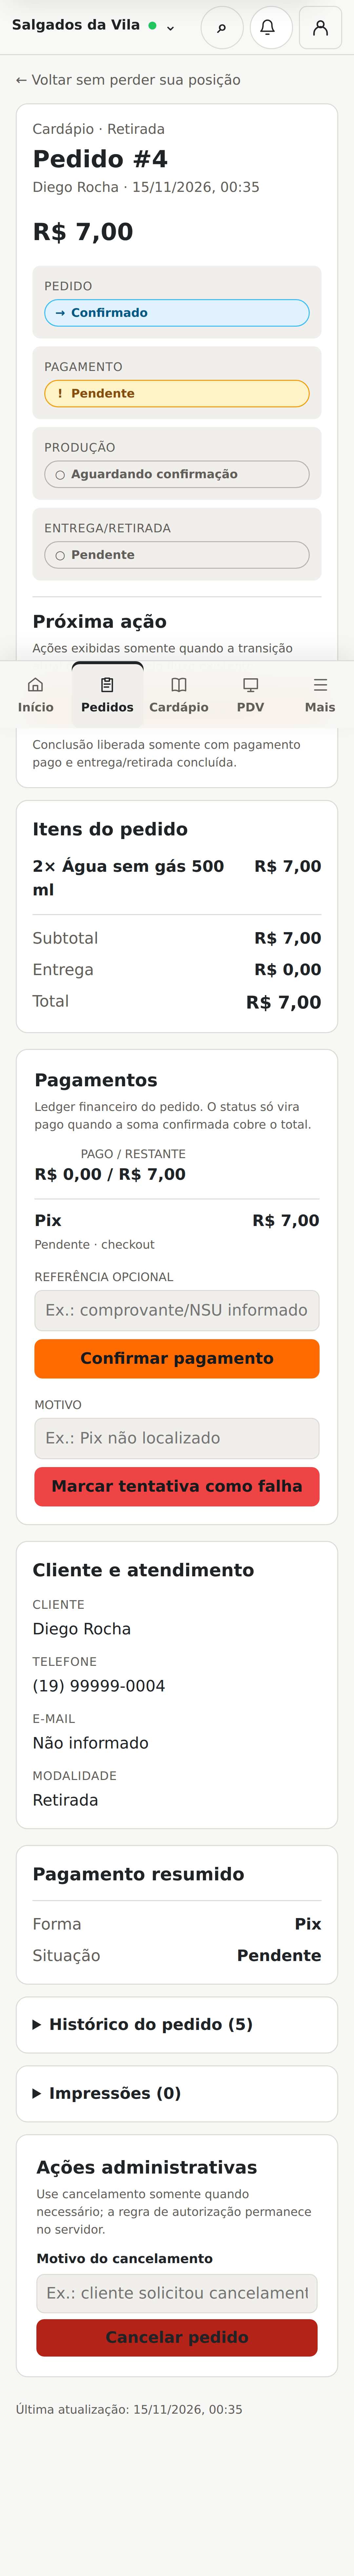 Salgados da Vila
← Voltar sem perder sua posição
Cardápio · Retirada
Pedido #4
Diego Rocha · 15/11/2026, 00:35
R$ 7,00
PEDIDO
→ Confirmado
PAGAMENTO
! Pendente
PRODUÇÃO
○ Aguardando confirmação
ENTREGA/RETIRADA
○ Pendente
Próxima ação
Ações exibidas somente quando a transição
Início Pedidos Cardápio PDV Mais
Conclusão liberada somente com pagamento
pago e entrega/retirada concluída.
Itens do pedido
2× Água sem gás 500 R$ 7,00
ml
Subtotal R$ 7,00
Entrega R$ 0,00
Total R$ 7,00
Pagamentos
Ledger financeiro do pedido. O status só vira
pago quando a soma confirmada cobre o total.
PAGO / RESTANTE
R$ 0,00 / R$ 7,00
Pix R$ 7,00
Pendente · checkout
REFERÊNCIA OPCIONAL
Ex.: comprovante/NSU informado
Confirmar pagamento
MOTIVO
Ex.: Pix não localizado
Marcar tentativa como falha
Cliente e atendimento
CLIENTE
Diego Rocha
TELEFONE
(19) 99999-0004
E-MAIL
Não informado
MODALIDADE
Retirada
Pagamento resumido
Forma Pix
Situação Pendente
▶ Histórico do pedido (5)
▶ Impressões (0)
Ações administrativas
Use cancelamento somente quando
necessário; a regra de autorização permanece
no servidor.
Motivo do cancelamento
Ex.: cliente solicitou cancelament
Cancelar pedido
Última atualização: 15/11/2026, 00:35